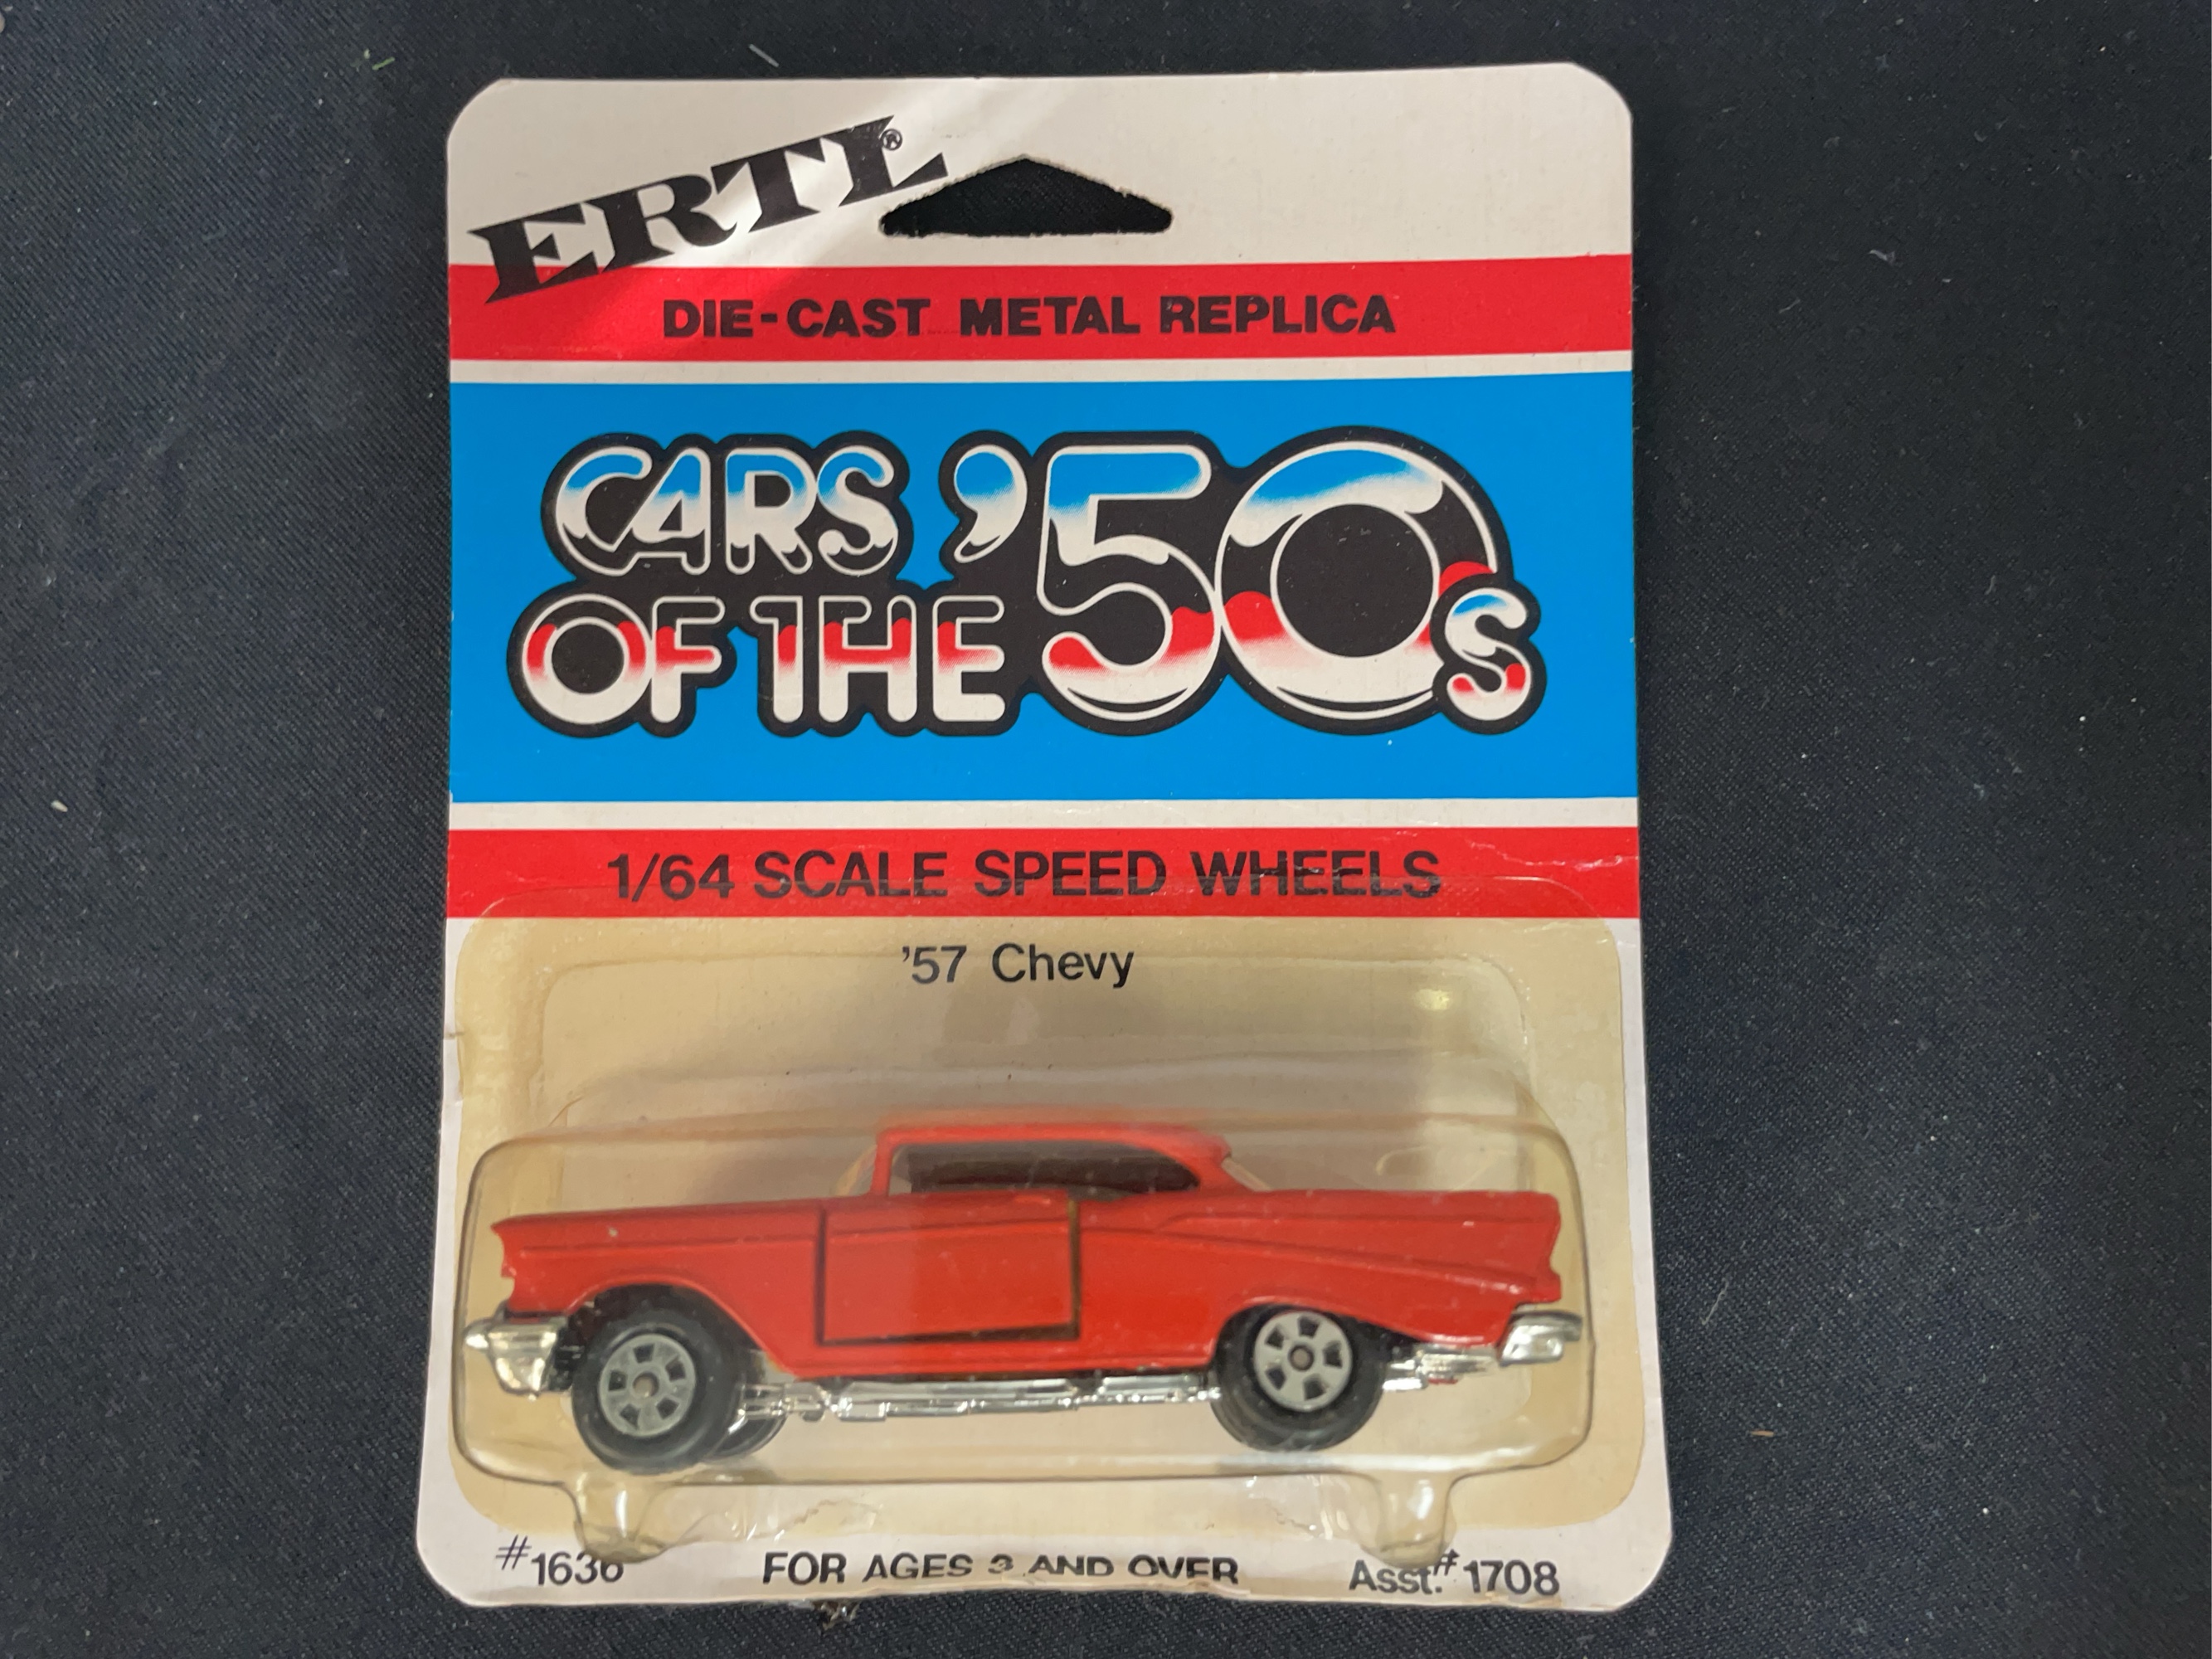 ERTL®
DIE-CAST METAL REPLICA
CARS OF THE '50s
1/64 SCALE SPEED WHEELS
'57 Chevy
#1636 FOR AGES 3 AND OVER Asst.# 1708